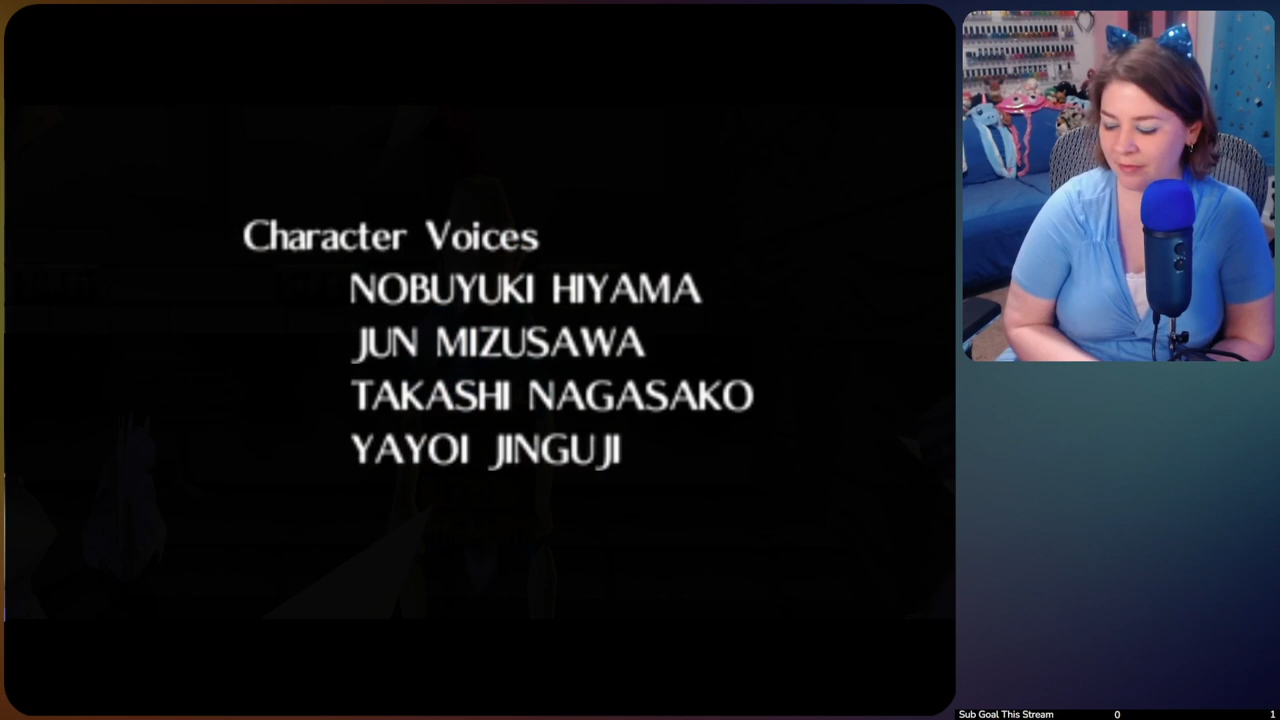 Character Voices
NOBUYUKI HIYAMA
JUN MIZUSAWA
TAKASHI NAGASAKO
YAYOI JINGUJI
Sub Goal This Stream 0 1